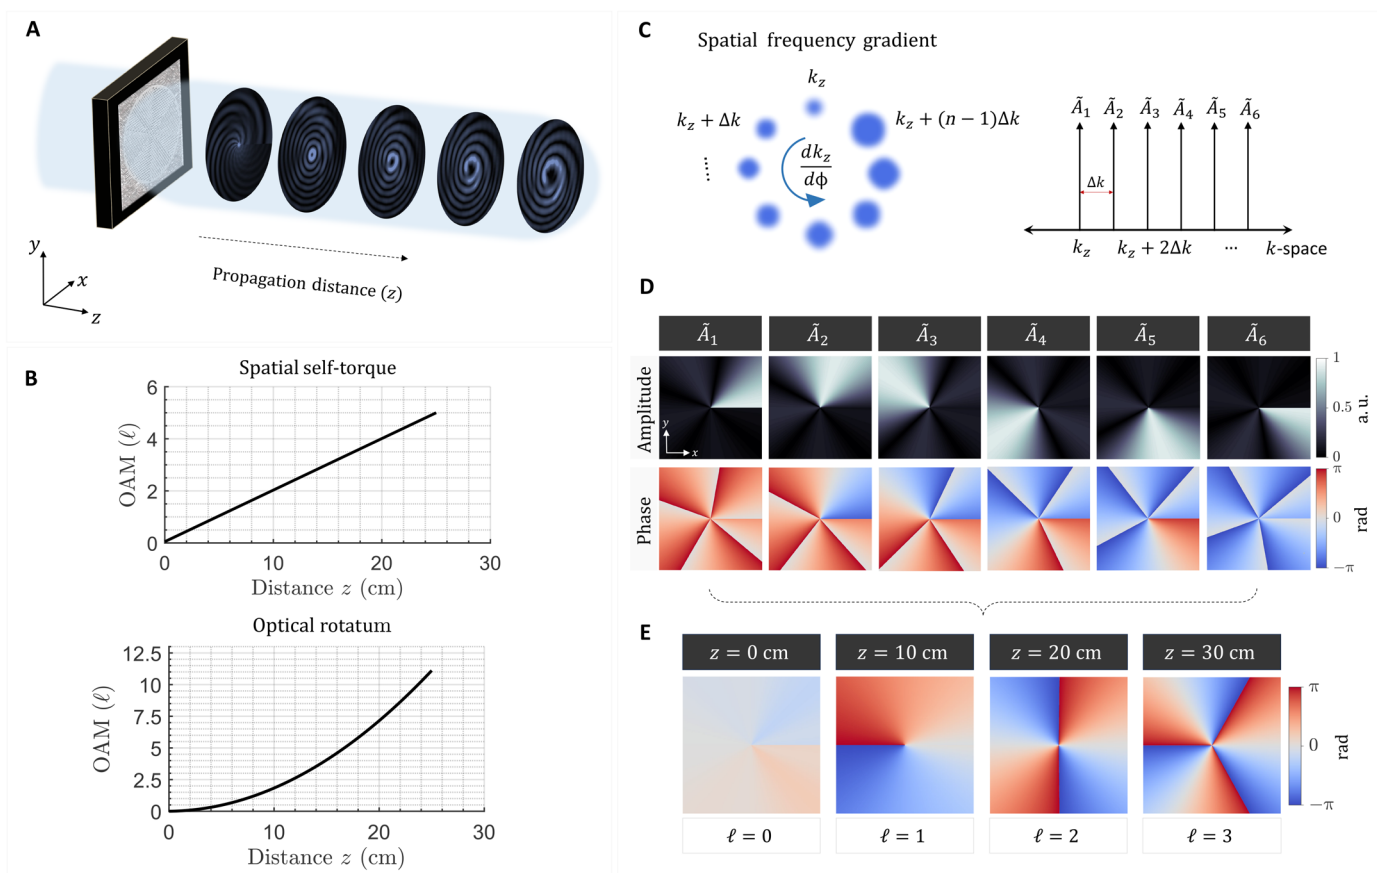 A
y
x
z
Propagation distance (z)
B
Spatial self-torque
6
4
2
0
OAM (ℓ)
0
10
20
30
Distance z (cm)
Optical rotatum
12.5
10
7.5
5
2.5
0
OAM (ℓ)
0
10
20
30
Distance z (cm)
C
Spatial frequency gradient
k_z
k_z + Δk
k_z + (n − 1)Δk
.....
dk_z
dϕ
Ã_1 Ã_2 Ã_3 Ã_4 Ã_5 Ã_6
Δk
k_z k_z + 2Δk ... k-space
D
Ã_1 Ã_2 Ã_3 Ã_4 Ã_5 Ã_6
Amplitude
y
x
1
0.5
0
a. u.
Phase
π
0
−π
rad
E
z = 0 cm z = 10 cm z = 20 cm z = 30 cm
π
0
−π
rad
ℓ = 0 ℓ = 1 ℓ = 2 ℓ = 3